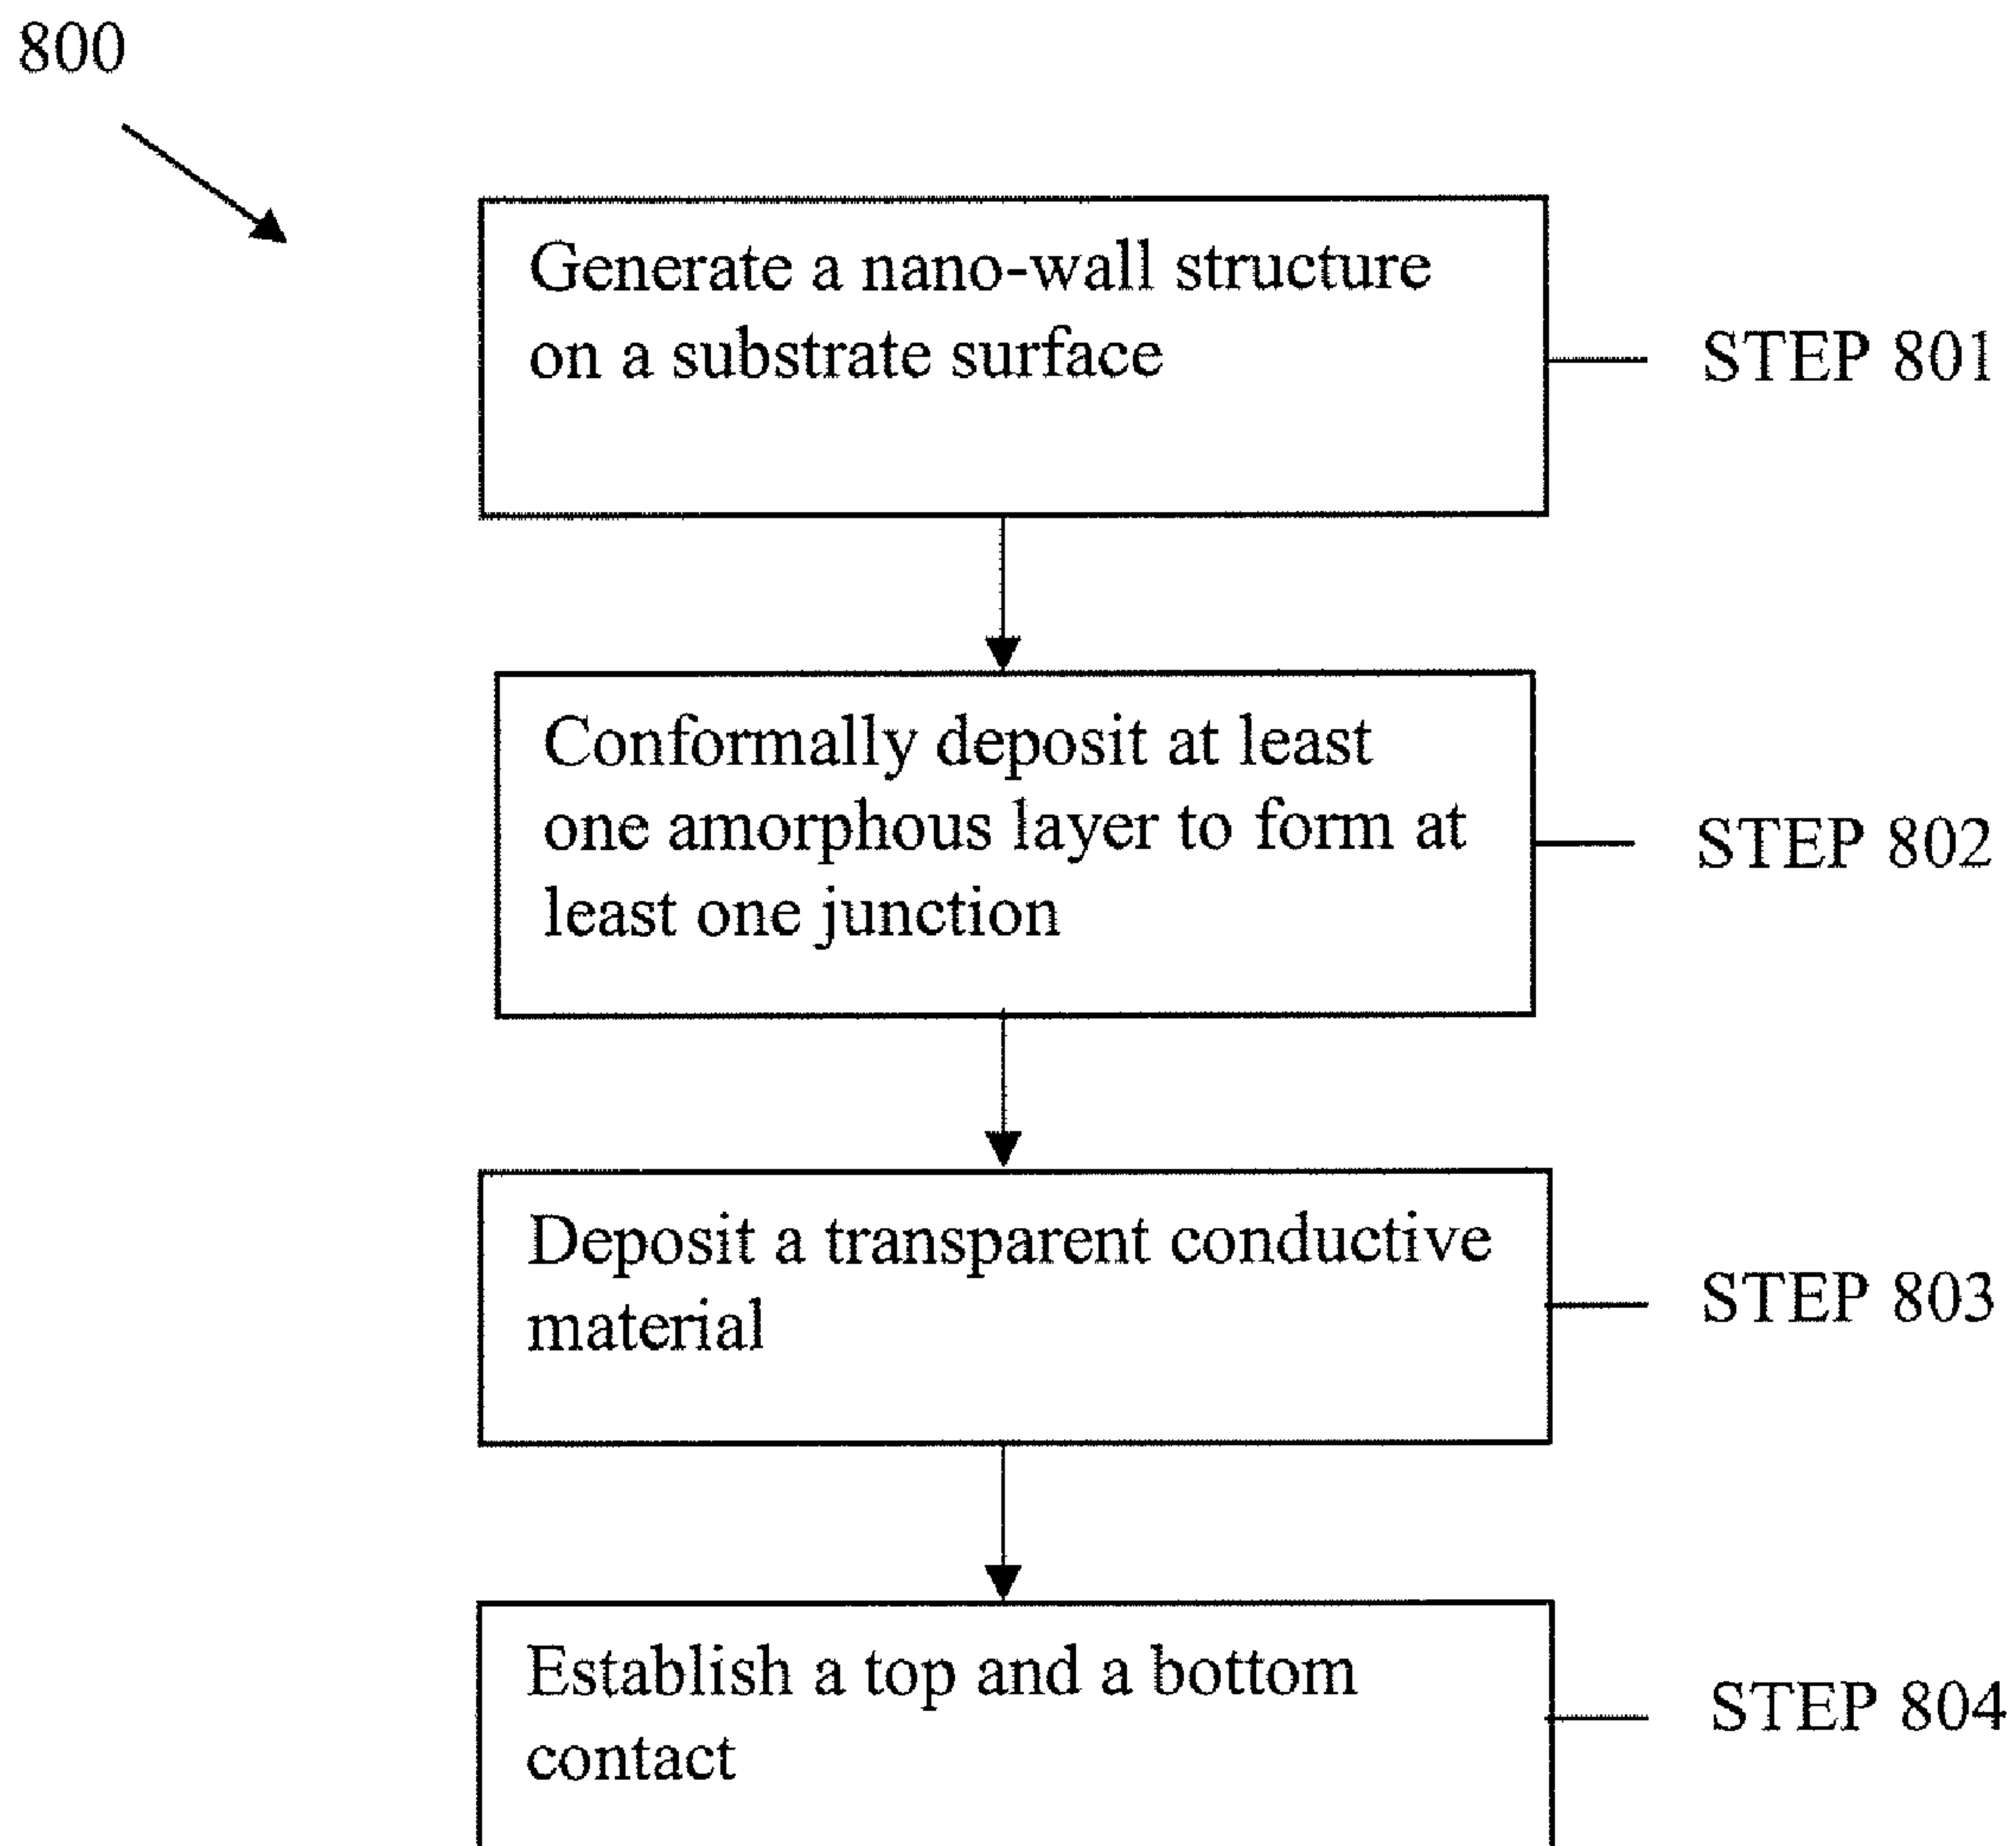 800
Generate a nano-wall structure
on a substrate surface
STEP 801
Conformally deposit at least
one amorphous layer to form at
least one junction
STEP 802
Deposit a transparent conductive
material
STEP 803
Establish a top and a bottom
contact
STEP 804